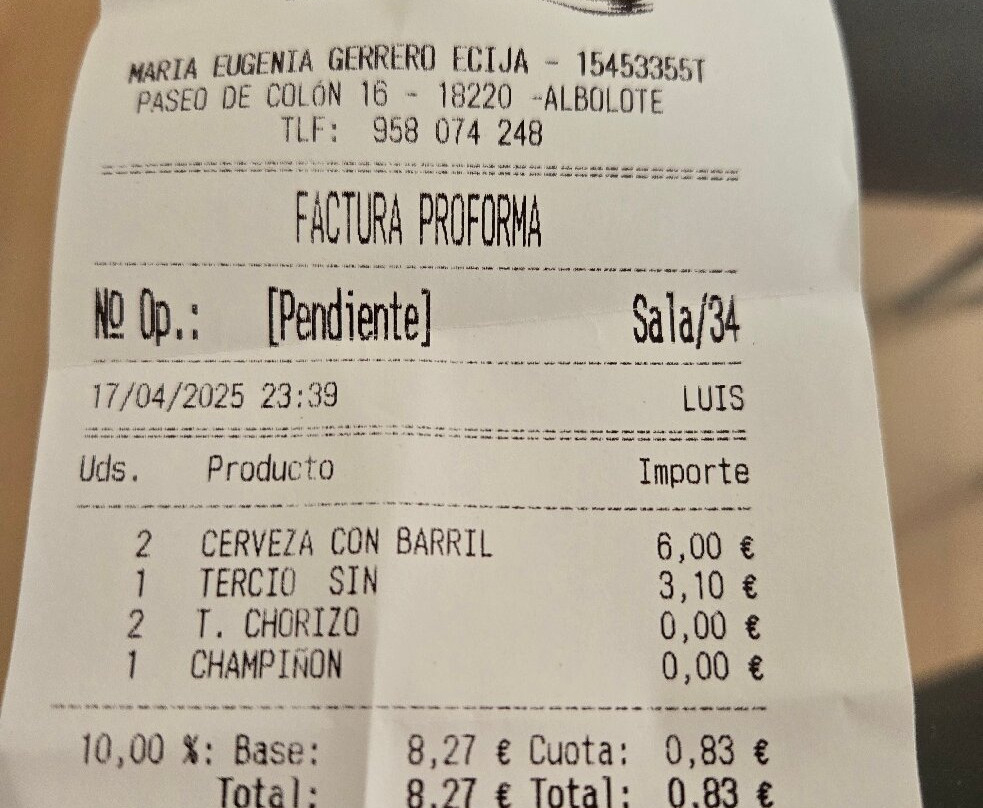 MARIA EUGENIA GERRERO ECIJA - 15453355T
PASEO DE COLÓN 16 - 18220 -ALBOLOTE
TLF: 958 074 248
FACTURA PROFORMA
Nº Op.: [Pendiente] Sala/34
17/04/2025 23:39 LUIS
Uds. Producto Importe
2 CERVEZA CON BARRIL 6,00 €
1 TERCIO SIN 3,10 €
2 T. CHORIZO 0,00 €
1 CHAMPIÑON 0,00 €
10,00 %: Base: 8,27 € Cuota: 0,83 €
Total: 8,27 € Total: 0,83 €